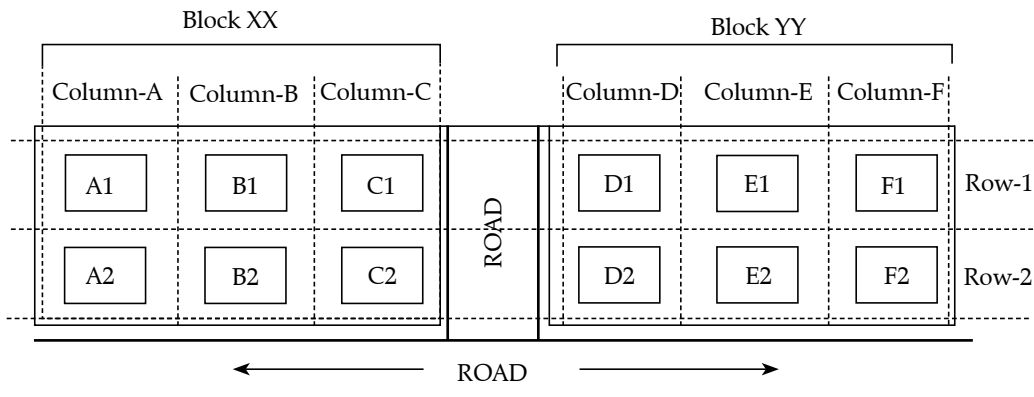 Block XX
Block YY
Column-A Column-B Column-C Column-D Column-E Column-F
A1 B1 C1 D1 E1 F1 Row-1
ROAD
A2 B2 C2 D2 E2 F2 Row-2
ROAD